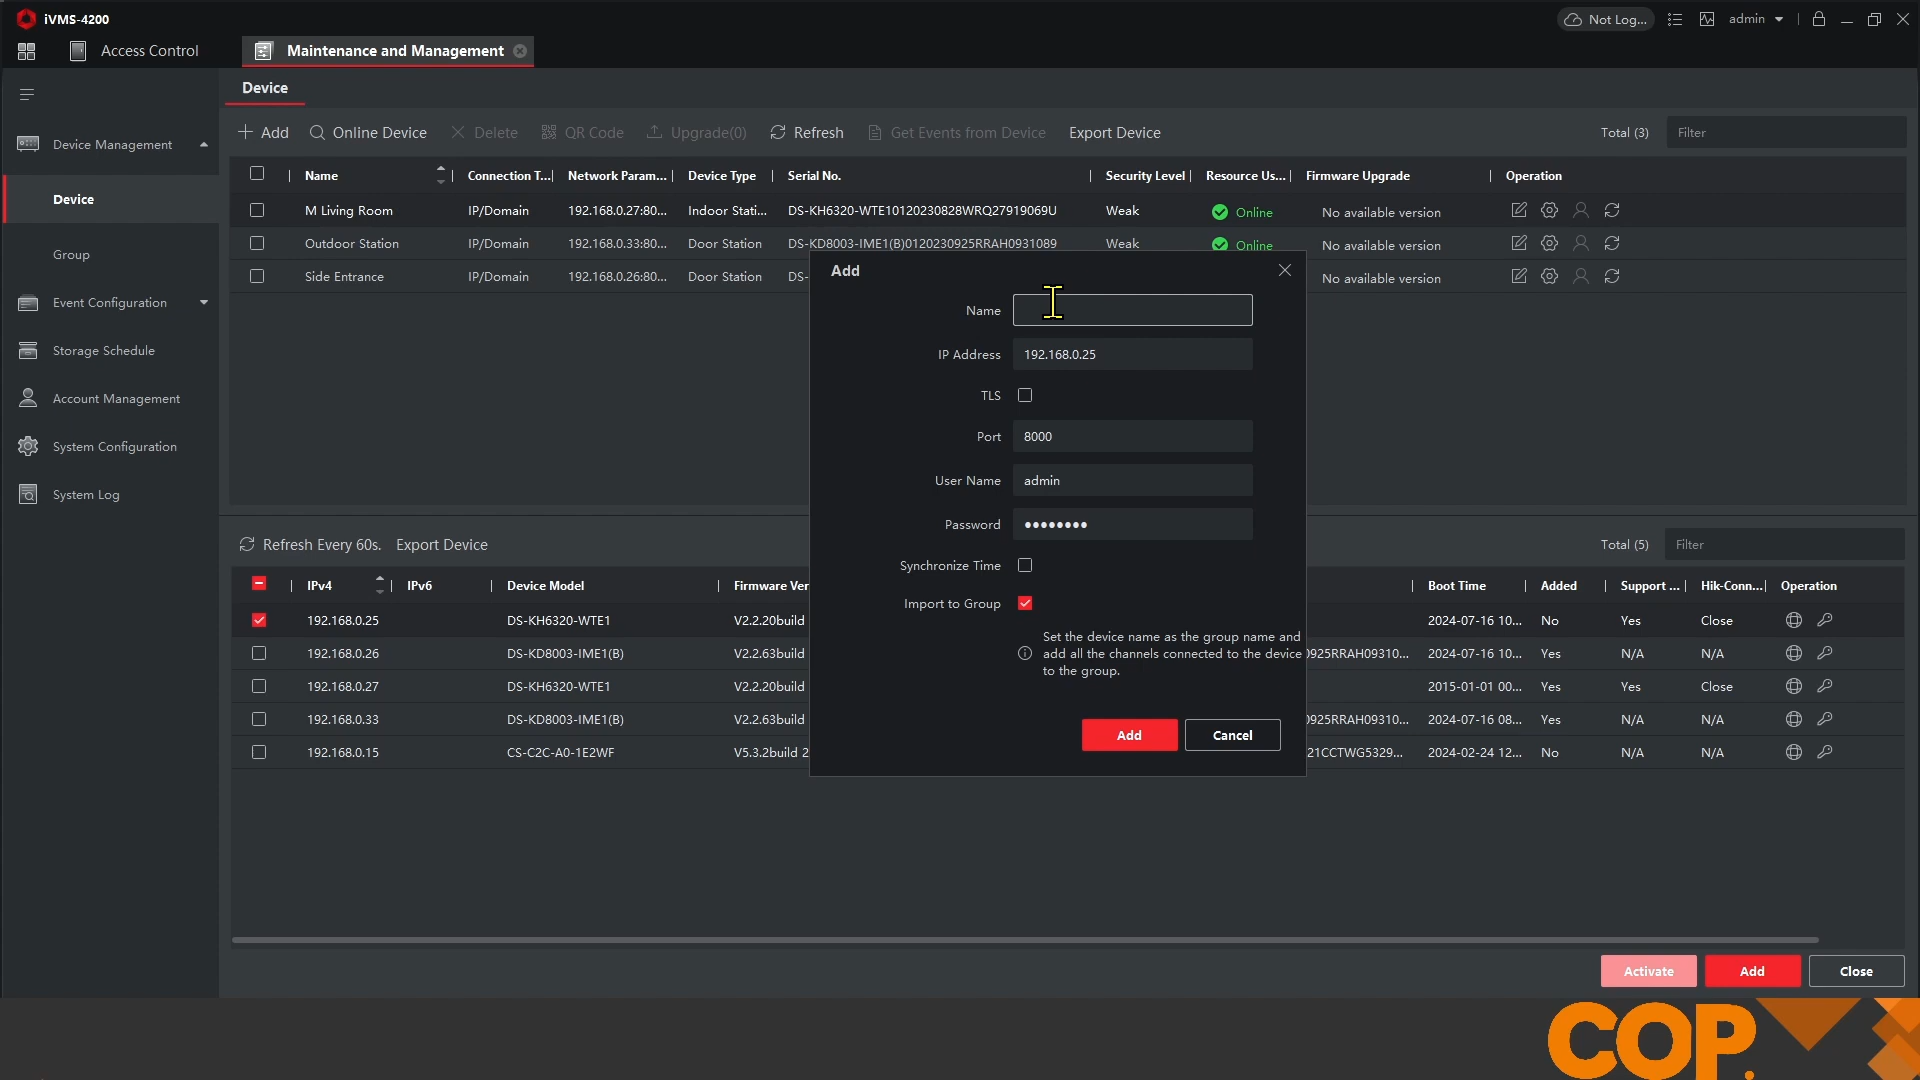 iVMS-4200
Not Log...
admin
Access Control
Maintenance and Management
Device
Add
Online Device
Delete
QR Code
Upgrade(0)
Refresh
Get Events from Device
Export Device
Total (3)
Filter
Device Management
Device
Group
Event Configuration
Storage Schedule
Account Management
System Configuration
System Log
Name Connection T... Network Param... Device Type Serial No. Security Level Resource Us... Firmware Upgrade Operation
M Living Room IP/Domain 192.168.0.27:80... Indoor Stati... DS-KH6320-WTE10120230828WRQ27919069U Weak Online No available version
Outdoor Station IP/Domain 192.168.0.33:80... Door Station DS-KD8003-IME1(B)0120230925RRAH0931089 Weak Online No available version
Side Entrance IP/Domain 192.168.0.26:80... Door Station DS- No available version
Add
Name
IP Address 192.168.0.25
TLS
Port 8000
User Name admin
Password ••••••••
Synchronize Time
Import to Group
Set the device name as the group name and
add all the channels connected to the device
to the group.
Add Cancel
Refresh Every 60s. Export Device Total (5) Filter
IPv4 IPv6 Device Model Firmware Ver Boot Time Added Support ... Hik-Conn... Operation
192.168.0.25 DS-KH6320-WTE1 V2.2.20build 2024-07-16 10... No Yes Close
192.168.0.26 DS-KD8003-IME1(B) V2.2.63build 0925RRAH09310... 2024-07-16 10... Yes N/A N/A
192.168.0.27 DS-KH6320-WTE1 V2.2.20build 2015-01-01 00... Yes Yes Close
192.168.0.33 DS-KD8003-IME1(B) V2.2.63build 0925RRAH09310... 2024-07-16 08... Yes N/A N/A
192.168.0.15 CS-C2C-A0-1E2WF V5.3.2build 2 21CCTWG5329... 2024-02-24 12... No N/A N/A
Activate Add Close
COP.